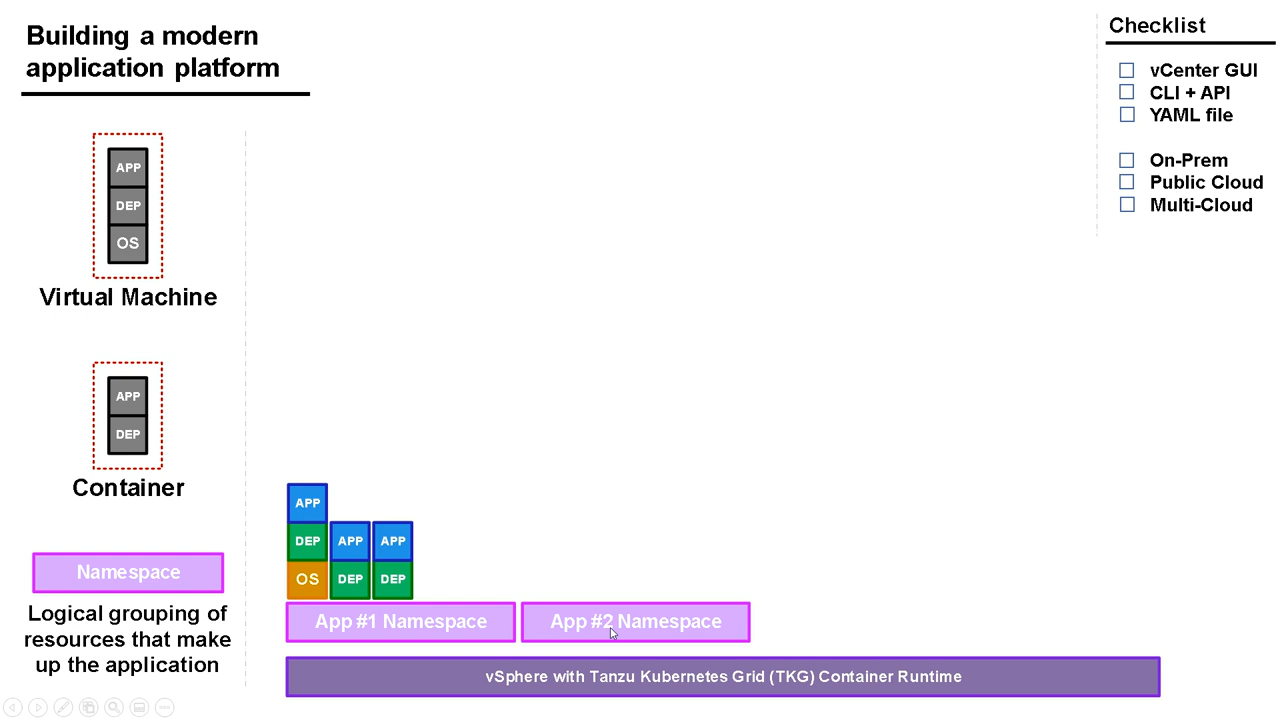 Building a modern
application platform
APP
DEP
OS
Virtual Machine
APP
DEP
Container
Namespace
Logical grouping of
resources that make
up the application
APP
DEP
OS
APP
DEP
APP
DEP
App #1 Namespace
App #2 Namespace
vSphere with Tanzu Kubernetes Grid (TKG) Container Runtime
Checklist
vCenter GUI
CLI + API
YAML file
On-Prem
Public Cloud
Multi-Cloud